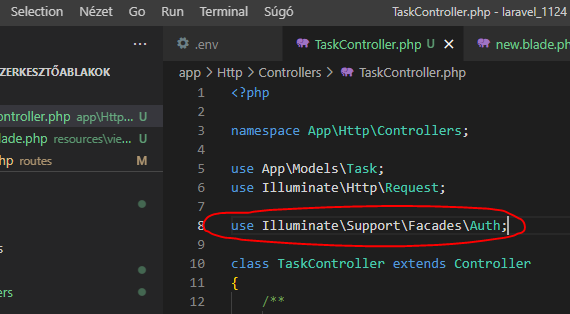 Selection Nézet Go Run Terminal Súgó TaskController.php - laravel_1124
··· .env TaskController.php U × new.blade.ph
ZERKESZTŐABLAKOK
app > Http > Controllers > TaskController.php
ontroller.php app\Http... U
lade.php resources\vie... U
hp routes M
1 <?php
2
3 namespace App\Http\Controllers;
4
5 use App\Models\Task;
6 use Illuminate\Http\Request;
7
8 use Illuminate\Support\Facades\Auth;
9
10 class TaskController extends Controller
11 {
12 /**
s
ers